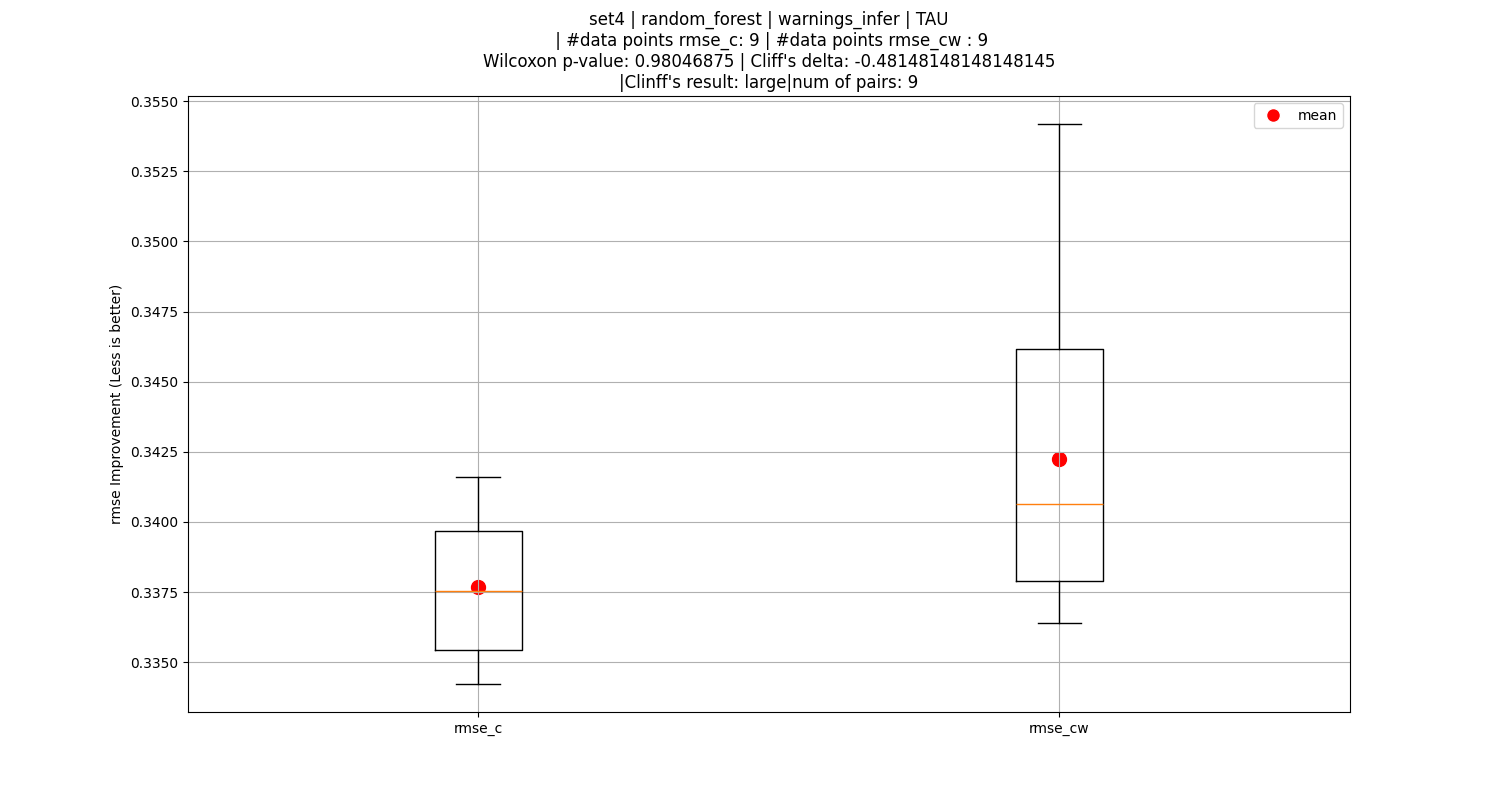 set4 | random_forest | warnings_infer | TAU
| #data points rmse_c: 9 | #data points rmse_cw : 9
Wilcoxon p-value: 0.98046875 | Cliff's delta: -0.48148148148148145
|Clinff's result: large|num of pairs: 9
mean
rmse Improvement (Less is better)
0.3550
0.3525
0.3500
0.3475
0.3450
0.3425
0.3400
0.3375
0.3350
rmse_c
rmse_cw